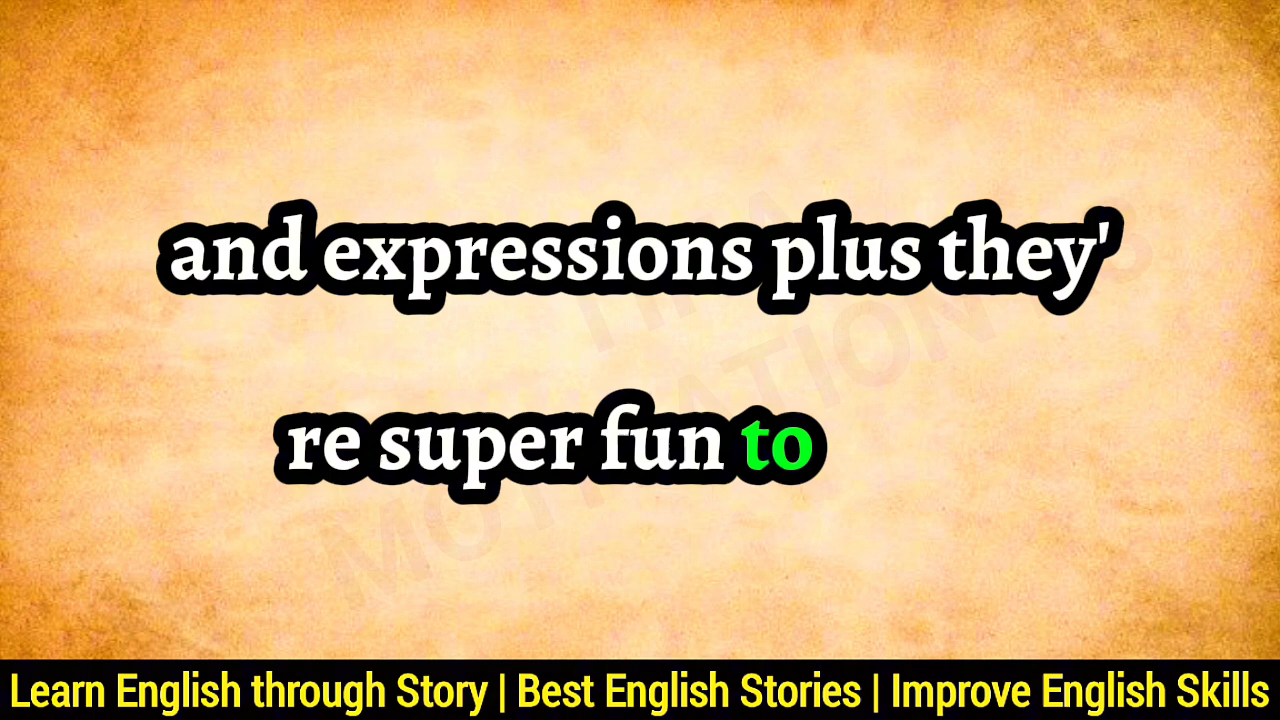 and expressions plus they'
re super fun to
Learn English through Story | Best English Stories | Improve English Skills